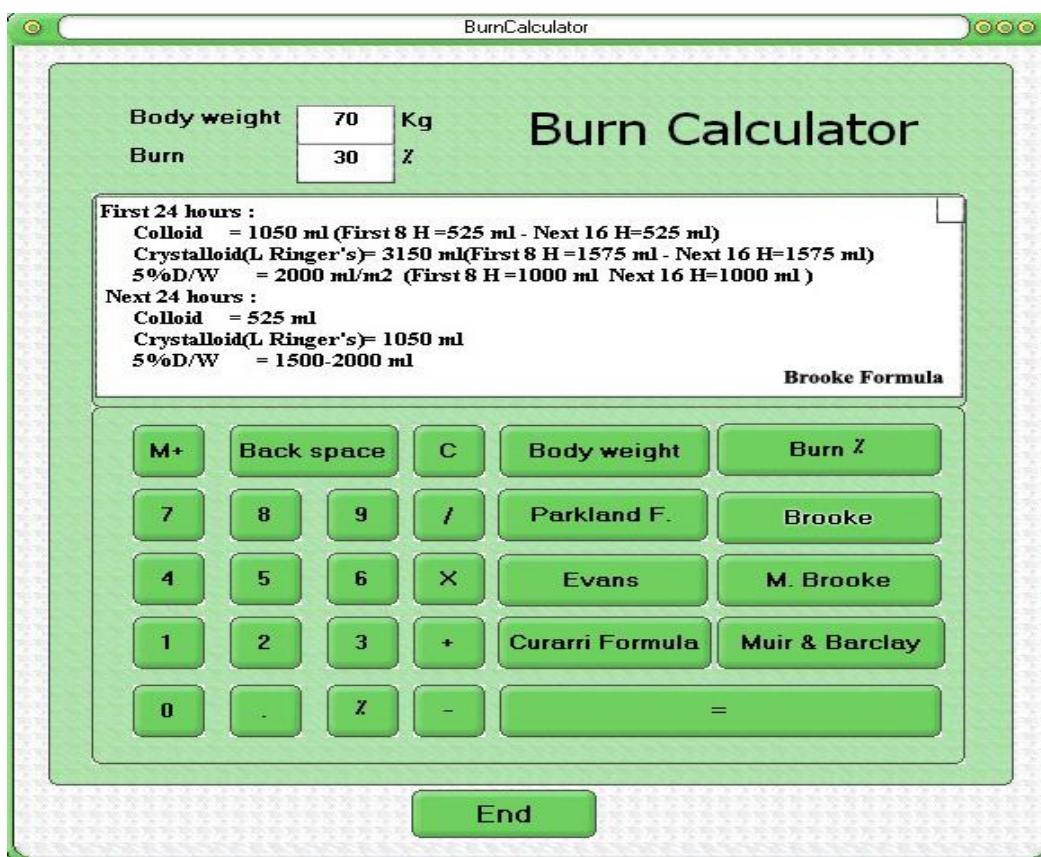 BurnCalculator
Body weight 70 Kg
Burn Calculator
Burn 30 %
First 24 hours :
Colloid = 1050 ml (First 8 H =525 ml - Next 16 H=525 ml)
Crystalloid(L Ringer's)= 3150 ml(First 8 H =1575 ml - Next 16 H=1575 ml)
5%D/W = 2000 ml/m2 (First 8 H =1000 ml Next 16 H=1000 ml )
Next 24 hours :
Colloid = 525 ml
Crystalloid(L Ringer's)= 1050 ml
5%D/W = 1500-2000 ml
Brooke Formula
M+ Back space C Body weight Burn %
7 8 9 / Parkland F. Brooke
4 5 6 X Evans M. Brooke
1 2 3 + Curarri Formula Muir & Barclay
0 . % - =
End